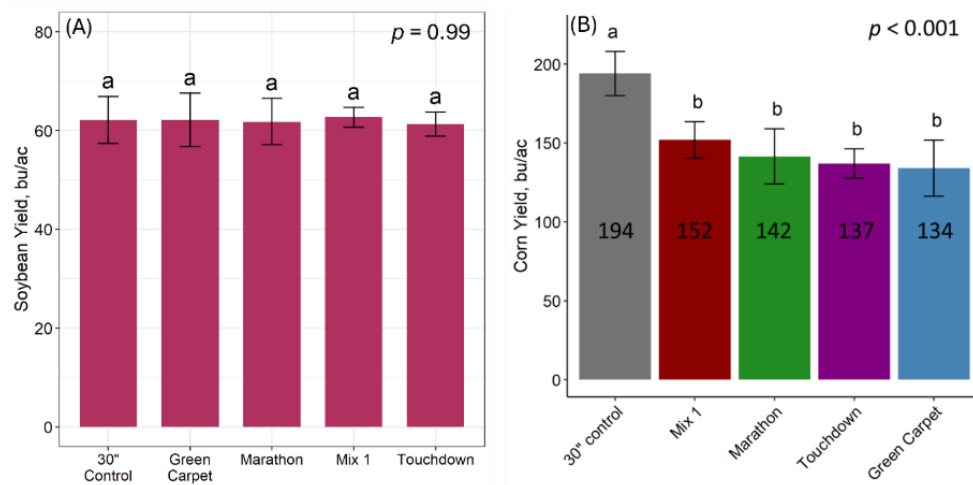 (A)
p = 0.99
80
60
40
20
0
Soybean Yield, bu/ac
a
a
a
a
a
30"
Control
Green
Carpet
Marathon
Mix 1
Touchdown
(B)
p < 0.001
200
150
100
50
0
Corn Yield, bu/ac
a
b
b
b
b
194
152
142
137
134
30" control
Mix 1
Marathon
Touchdown
Green Carpet